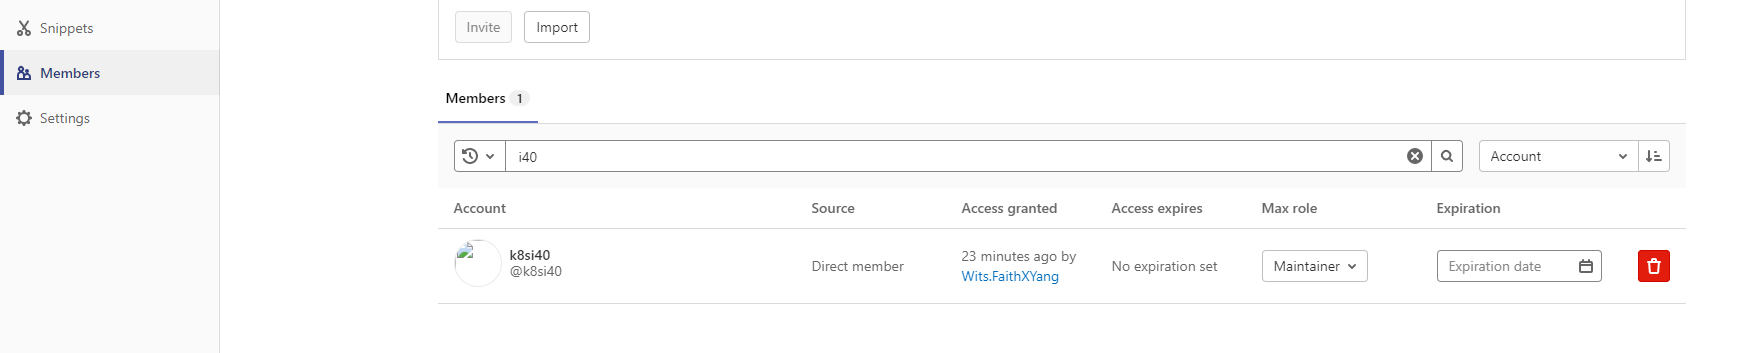 Snippets
Members
Settings
Invite Import
Members 1
i40
Account
Account Source Access granted Access expires Max role Expiration
k8si40
@k8si40
Direct member
23 minutes ago by
Wits.FaithXYang
No expiration set
Maintainer
Expiration date